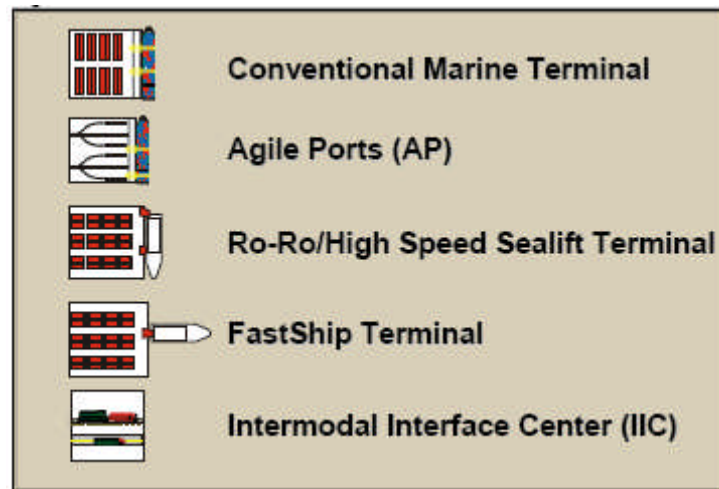 Conventional Marine Terminal
Agile Ports (AP)
Ro-Ro/High Speed Sealift Terminal
FastShip Terminal
Intermodal Interface Center (IIC)